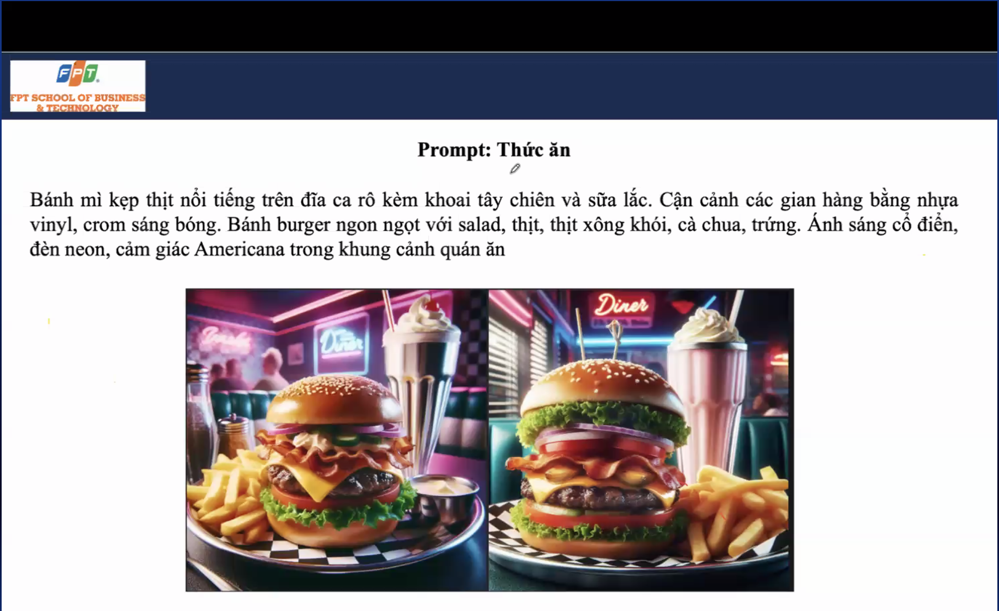 FPT
FPT SCHOOL OF BUSINESS
& TECHNOLOGY
Prompt: Thức ăn
Bánh mì kẹp thịt nổi tiếng trên đĩa ca rô kèm khoai tây chiên và sữa lắc. Cận cảnh các gian hàng bằng nhựa
vinyl, crom sáng bóng. Bánh burger ngon ngọt với salad, thịt, thịt xông khói, cà chua, trứng. Ánh sáng cổ điển,
đèn neon, cảm giác Americana trong khung cảnh quán ăn
Diner
Diner